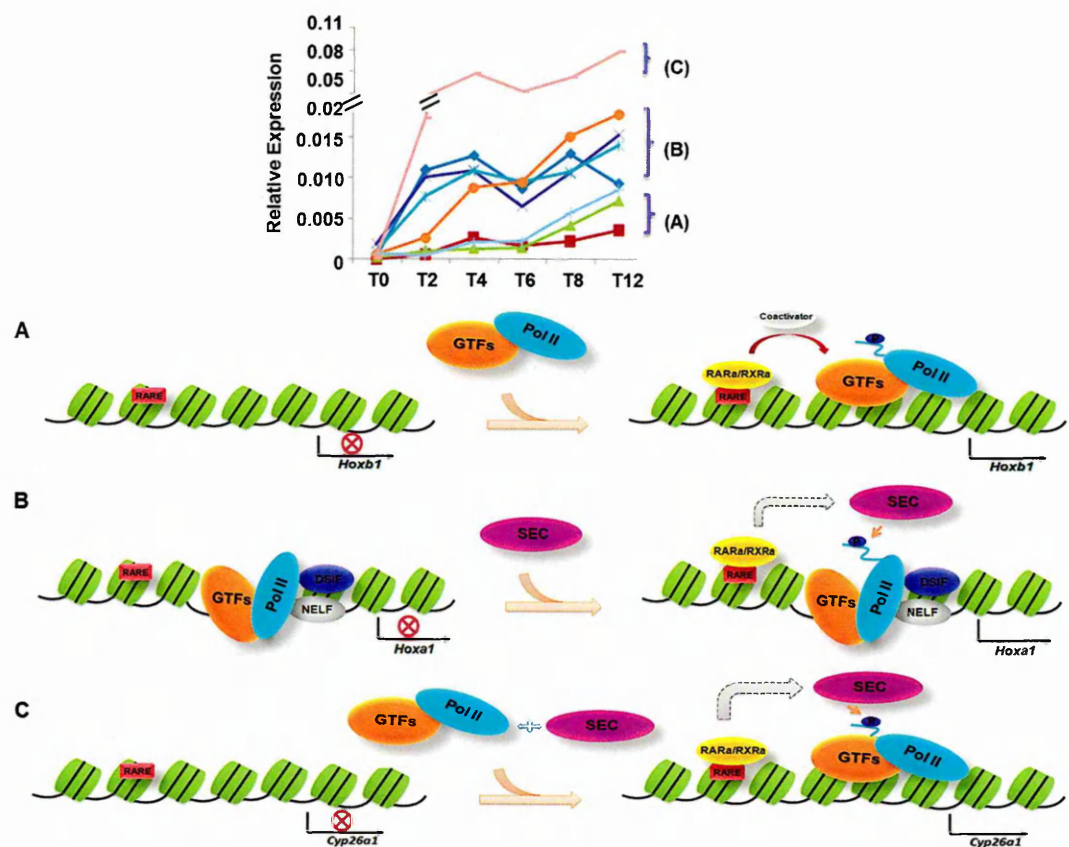 Relative Expression
0.11
0.08
0.05
0.02
0.015
0.010
0.005
0
T0 T2 T4 T6 T8 T12
(C)
(B)
(A)
A
GTFs Pol II
RARE
Hoxb1
Coactivator
P
RARa/RXRa
RARE
GTFs Pol II
Hoxb1
B
SEC
RARE
GTFs Pol II DSIF
NELF
Hoxa1
SEC
P
RARa/RXRa
RARE
GTFs Pol II DSIF
NELF
Hoxa1
C
GTFs Pol II SEC
RARE
Cyp26a1
SEC
P
RARa/RXRa
RARE
GTFs Pol II
Cyp26a1